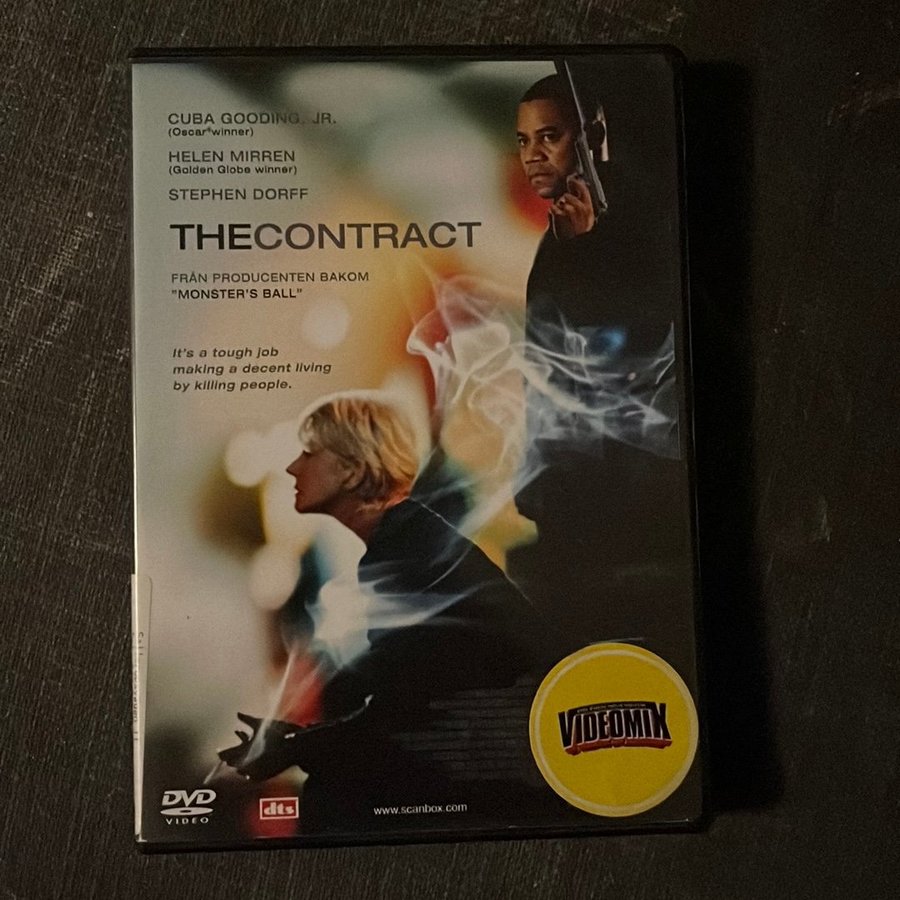 CUBA GOODING, JR.
(Oscar® winner)
HELEN MIRREN
(Golden Globe winner)
STEPHEN DORFF
THECONTRACT
FRÅN PRODUCENTEN BAKOM
"MONSTER'S BALL"
It's a tough job
making a decent living
by killing people.
VIDEOMIX
DVD
VIDEO
dts
www.scanbox.com